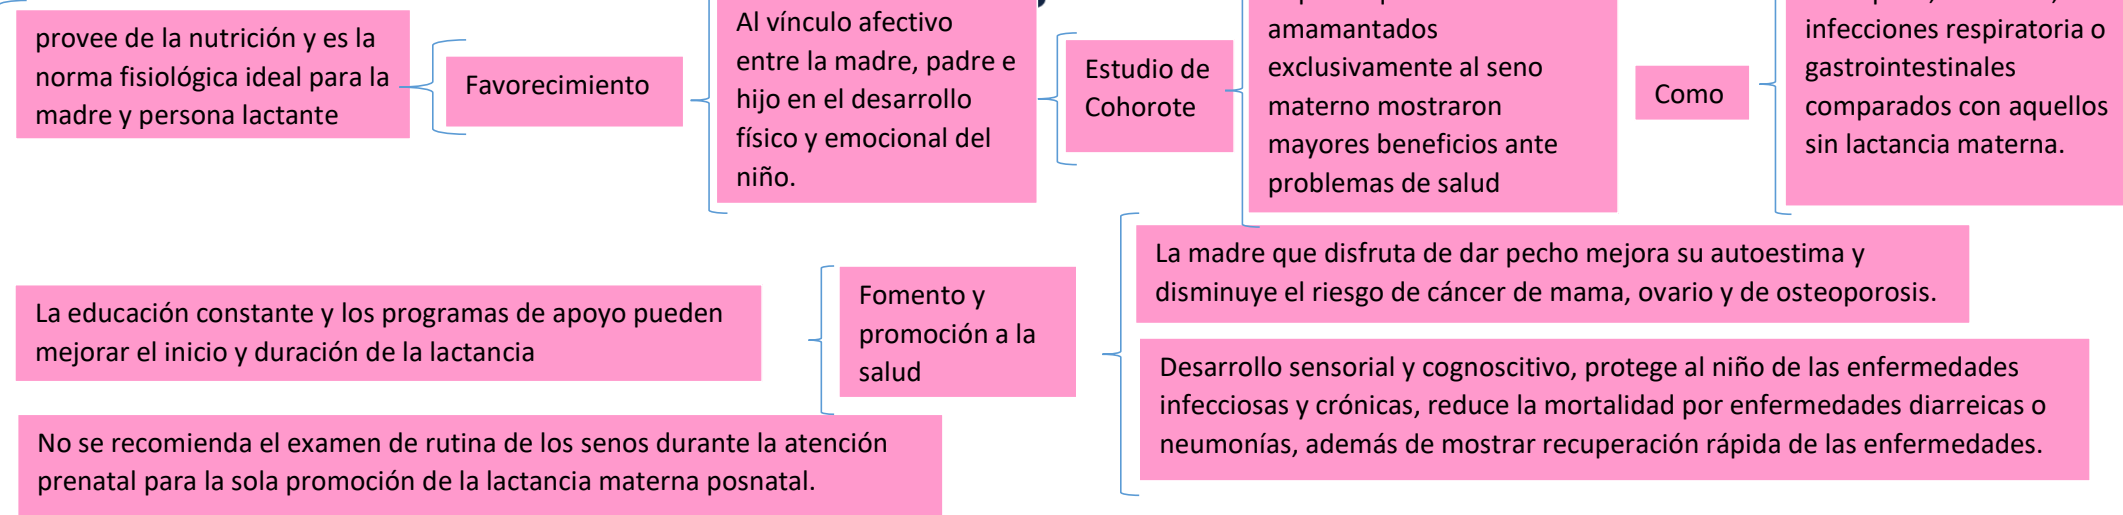 provee de la nutrición y es la
norma fisiológica ideal para la
madre y persona lactante
Favorecimiento
Al vínculo afectivo
entre la madre, padre e
hijo en el desarrollo
físico y emocional del
niño.
Estudio de
Cohorote
amamantados
exclusivamente al seno
materno mostraron
mayores beneficios ante
problemas de salud
Como
infecciones respiratoria o
gastrointestinales
comparados con aquellos
sin lactancia materna.
La educación constante y los programas de apoyo pueden
mejorar el inicio y duración de la lactancia
No se recomienda el examen de rutina de los senos durante la atención
prenatal para la sola promoción de la lactancia materna posnatal.
Fomento y
promoción a la
salud
La madre que disfruta de dar pecho mejora su autoestima y
disminuye el riesgo de cáncer de mama, ovario y de osteoporosis.
Desarrollo sensorial y cognoscitivo, protege al niño de las enfermedades
infecciosas y crónicas, reduce la mortalidad por enfermedades diarreicas o
neumonías, además de mostrar recuperación rápida de las enfermedades.